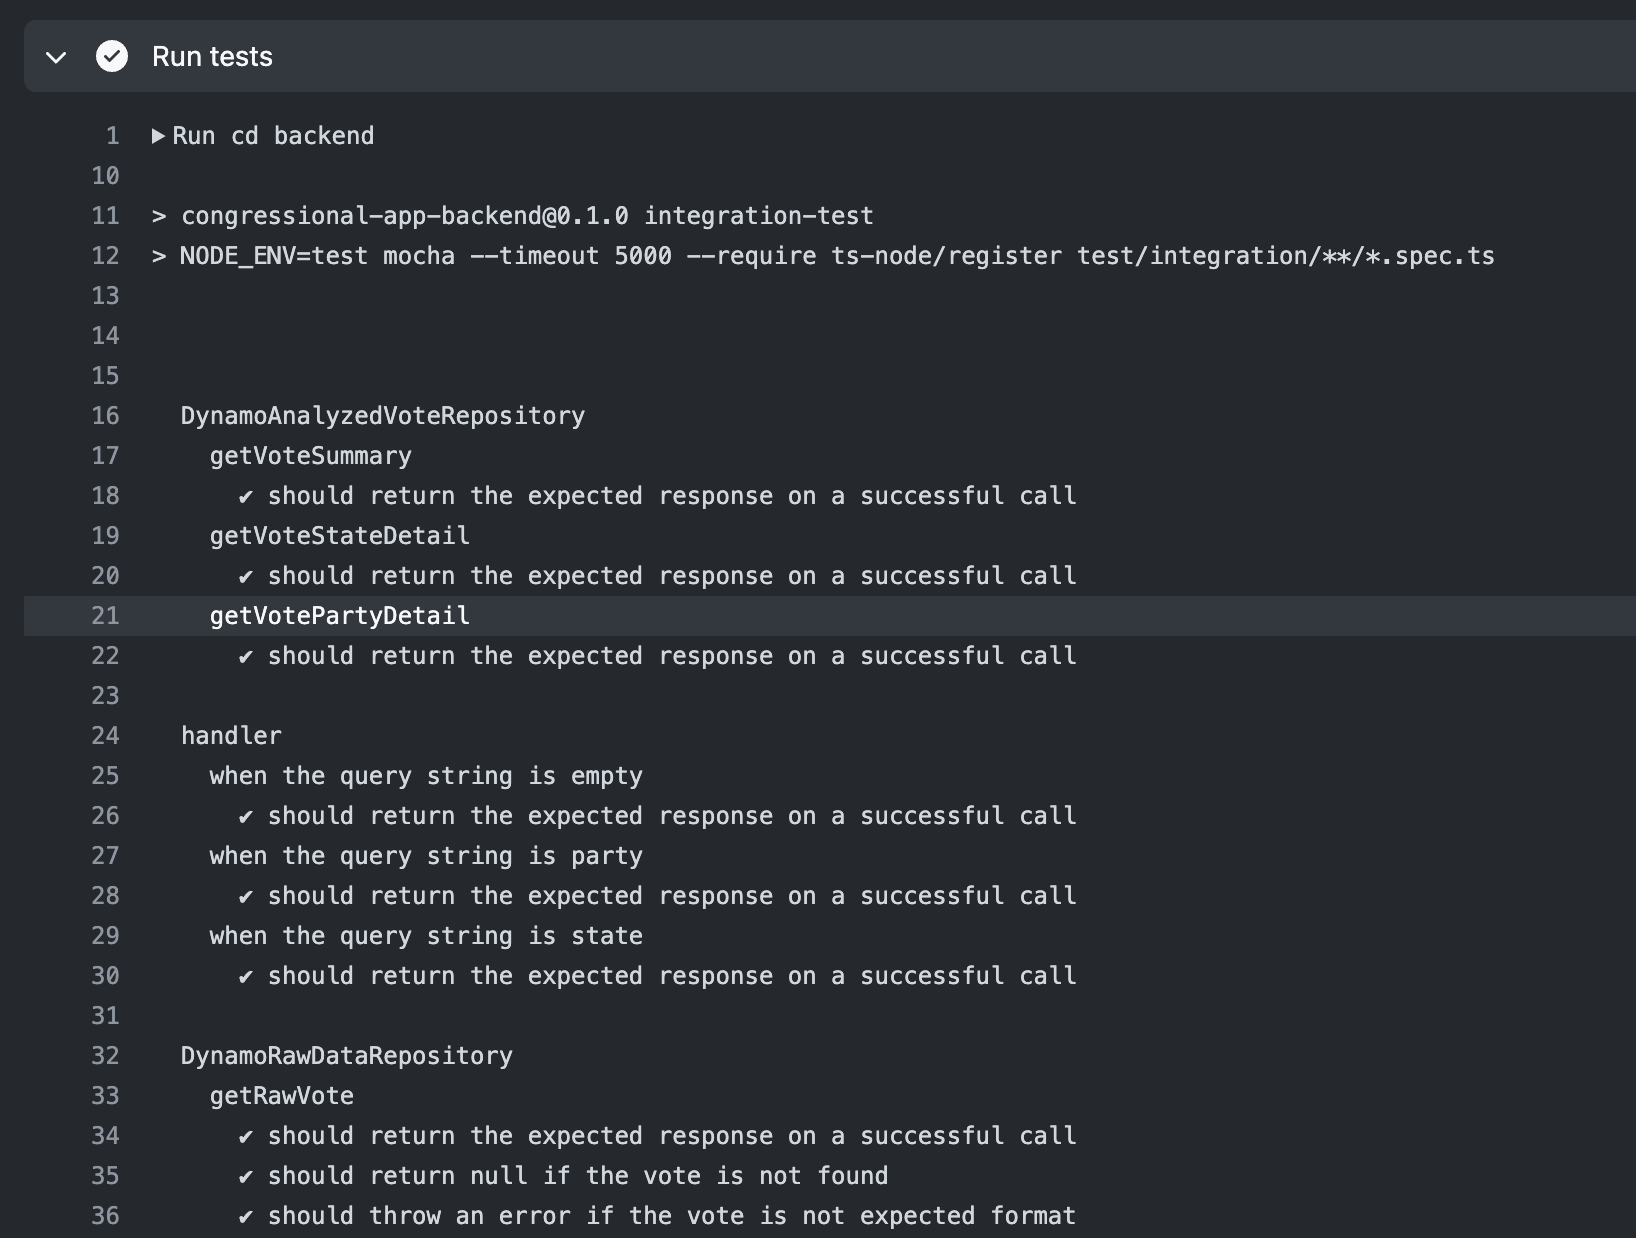 Run tests
1 ▶ Run cd backend
10
11 > congressional-app-backend@0.1.0 integration-test
12 > NODE_ENV=test mocha --timeout 5000 --require ts-node/register test/integration/**/*.spec.ts
13
14
15
16 DynamoAnalyzedVoteRepository
17 getVoteSummary
18 ✔ should return the expected response on a successful call
19 getVoteStateDetail
20 ✔ should return the expected response on a successful call
21 getVotePartyDetail
22 ✔ should return the expected response on a successful call
23
24 handler
25 when the query string is empty
26 ✔ should return the expected response on a successful call
27 when the query string is party
28 ✔ should return the expected response on a successful call
29 when the query string is state
30 ✔ should return the expected response on a successful call
31
32 DynamoRawDataRepository
33 getRawVote
34 ✔ should return the expected response on a successful call
35 ✔ should return null if the vote is not found
36 ✔ should throw an error if the vote is not expected format